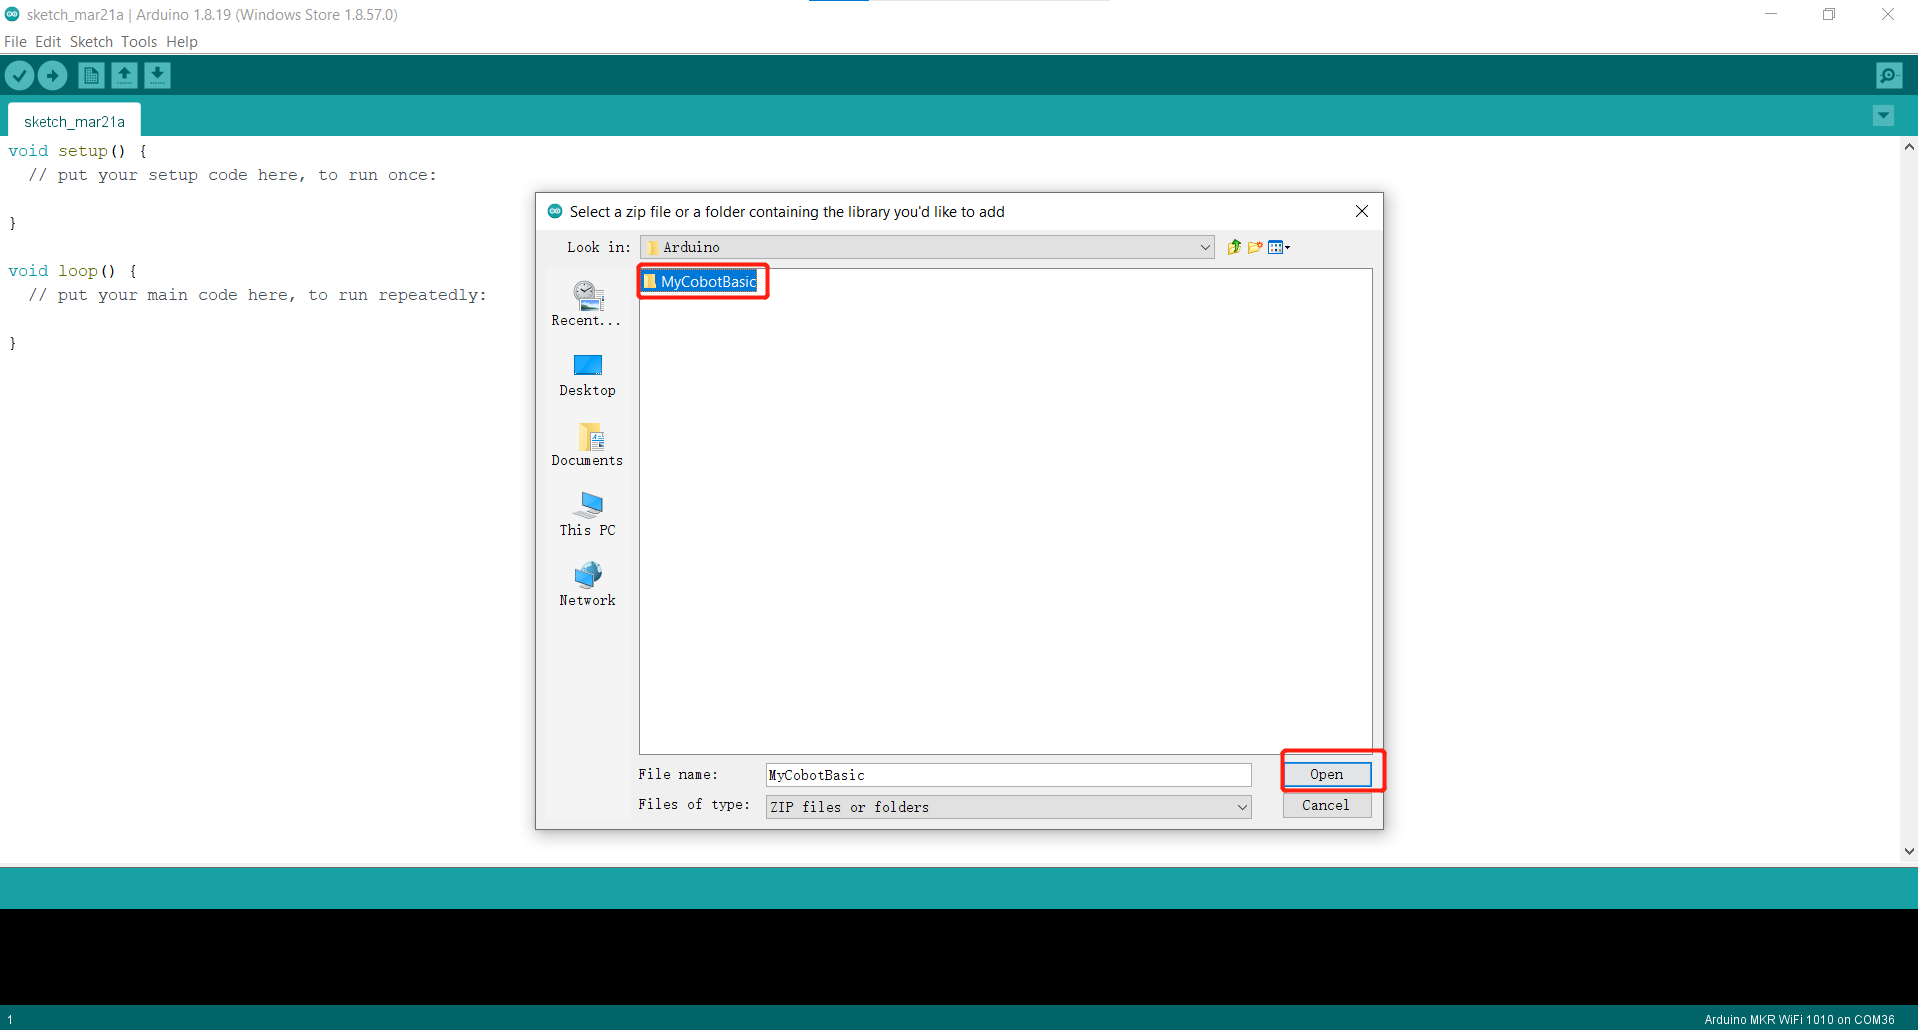 sketch_mar21a | Arduino 1.8.19 (Windows Store 1.8.57.0)
File Edit Sketch Tools Help
sketch_mar21a
void setup() {
// put your setup code here, to run once:
}
void loop() {
// put your main code here, to run repeatedly:
}
Select a zip file or a folder containing the library you'd like to add
Look in: Arduino
MyCobotBasic
Recent...
Desktop
Documents
This PC
Network
File name: MyCobotBasic Open
Files of type: ZIP files or folders Cancel
1 Arduino MKR WiFi 1010 on COM36